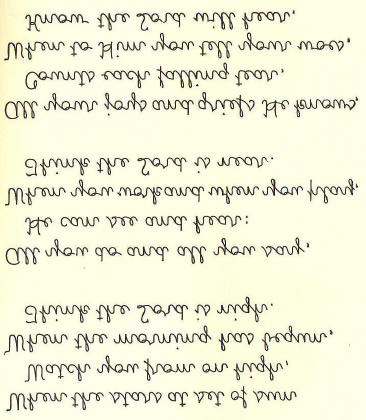 When the stars to set of sun
Watch you from on high,
When the morning has begun,
Think the Lord is nigh.
All you do and all you say,
He can see and hear:
When you work and when you play,
Think the Lord is near.
All your joys and griefs He knows,
Counts each falling tear,
When to Him you tell your woes,
Know the Lord will hear.